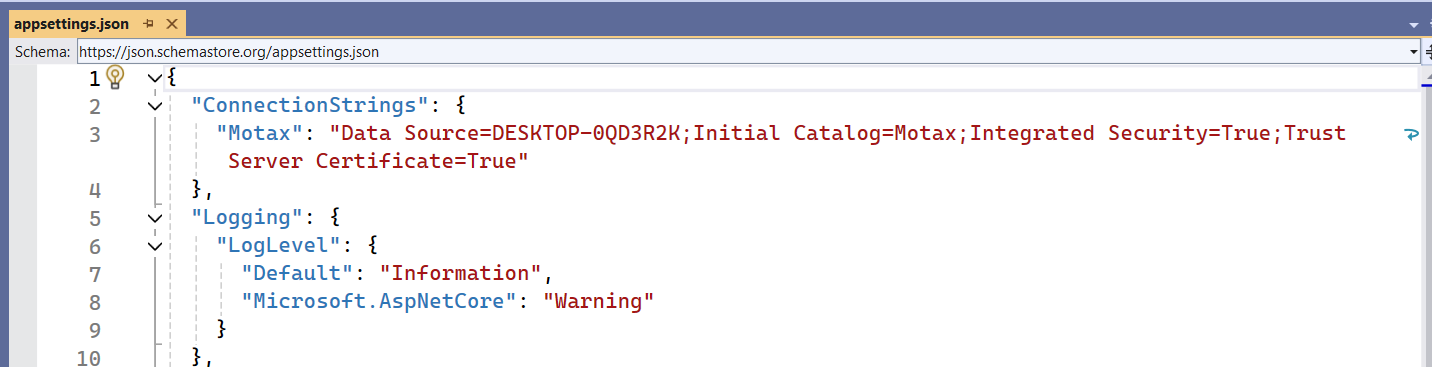 appsettings.json
Schema: https://json.schemastore.org/appsettings.json
1 {
2 "ConnectionStrings": {
3 "Motax": "Data Source=DESKTOP-0QD3R2K;Initial Catalog=Motax;Integrated Security=True;Trust
Server Certificate=True"
4 },
5 "Logging": {
6 "LogLevel": {
7 "Default": "Information",
8 "Microsoft.AspNetCore": "Warning"
9 }
10 },